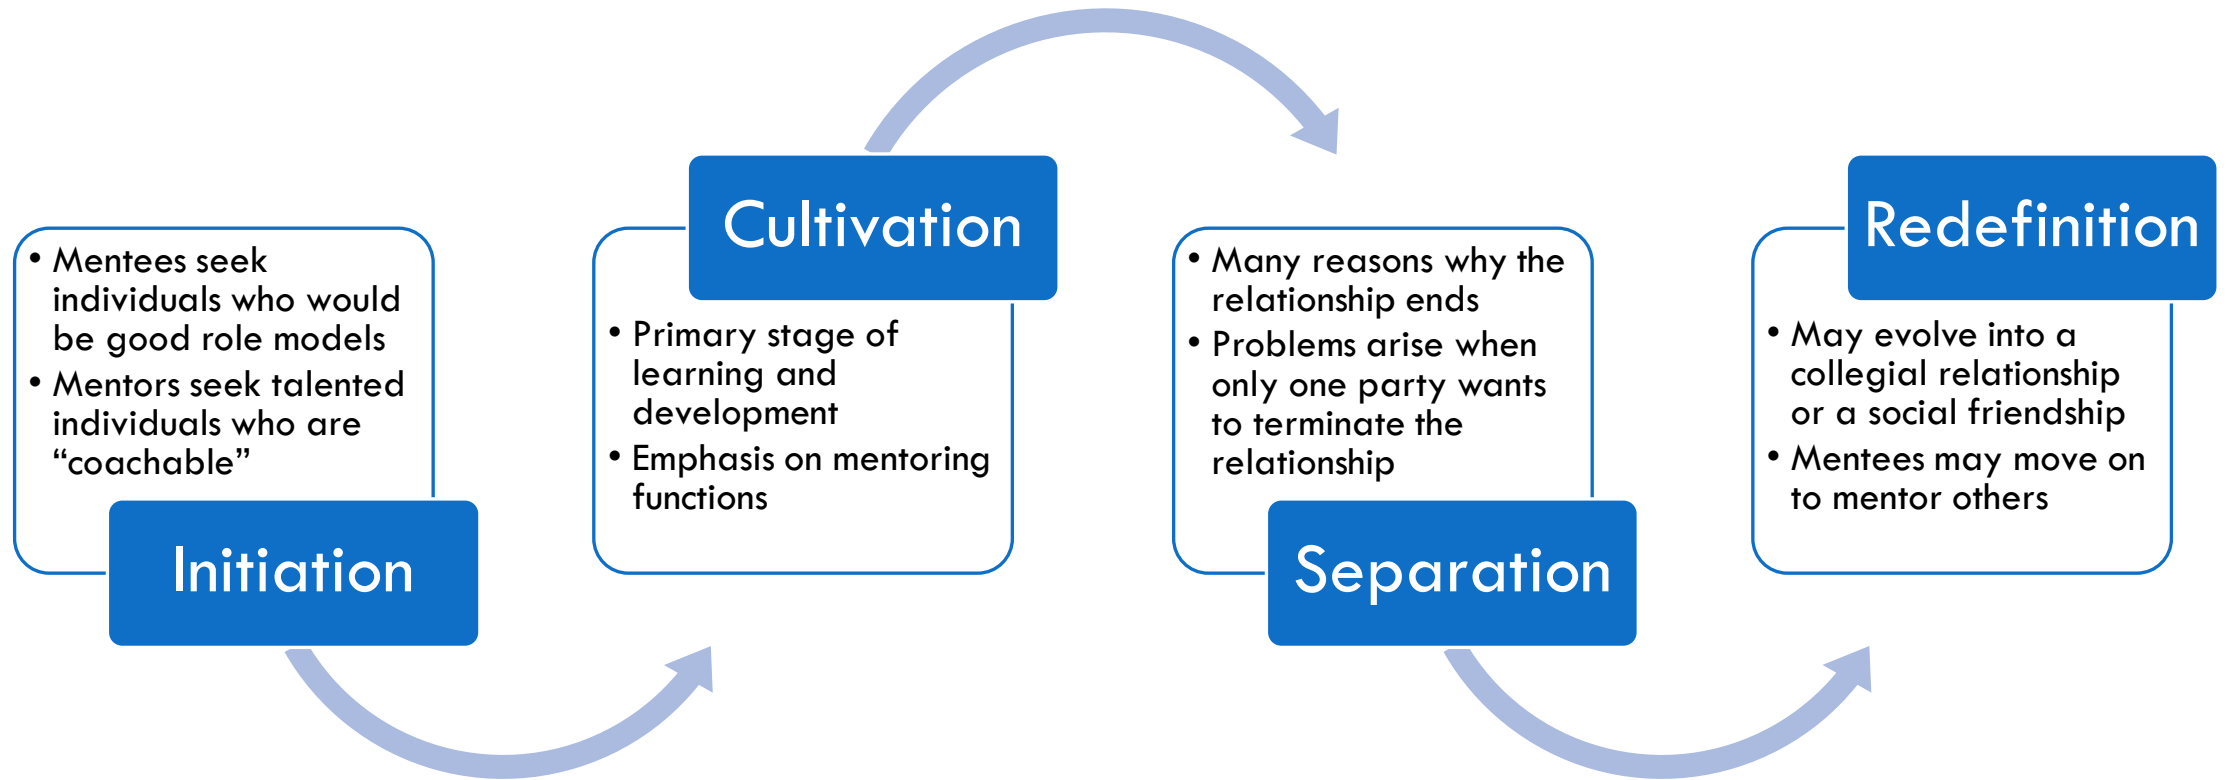 • Mentees seek
individuals who would
be good role models
• Mentors seek talented
individuals who are
“coachable”
Initiation
Cultivation
• Primary stage of
learning and
development
• Emphasis on mentoring
functions
• Many reasons why the
relationship ends
• Problems arise when
only one party wants
to terminate the
relationship
Separation
Redefinition
• May evolve into a
collegial relationship
or a social friendship
• Mentees may move on
to mentor others